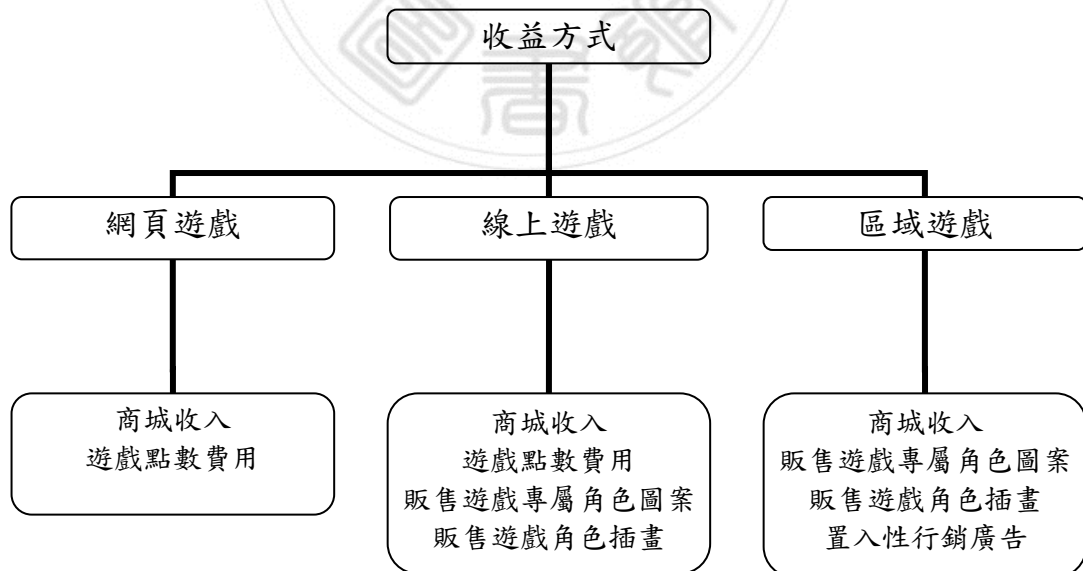 收益方式
網頁遊戲
線上遊戲
區域遊戲
商城收入
遊戲點數費用
商城收入
遊戲點數費用
販售遊戲專屬角色圖案
販售遊戲角色插畫
商城收入
販售遊戲專屬角色圖案
販售遊戲角色插畫
置入性行銷廣告